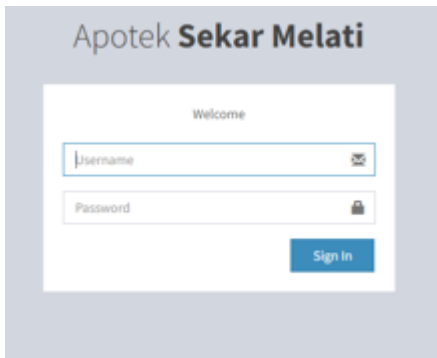 Apotek Sekar Melati
Welcome
Username
Password
Sign In